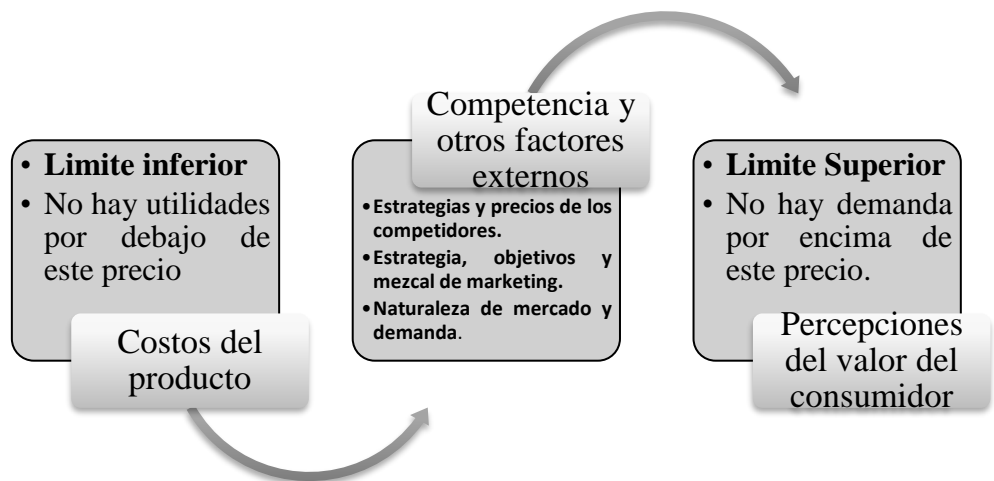 • Limite inferior
• No hay utilidades
por debajo de
este precio
Costos del
producto
Competencia y
otros factores
externos
•Estrategias y precios de los
competidores.
•Estrategia, objetivos y
mezcal de marketing.
•Naturaleza de mercado y
demanda.
• Limite Superior
• No hay demanda
por encima de
este precio.
Percepciones
del valor del
consumidor